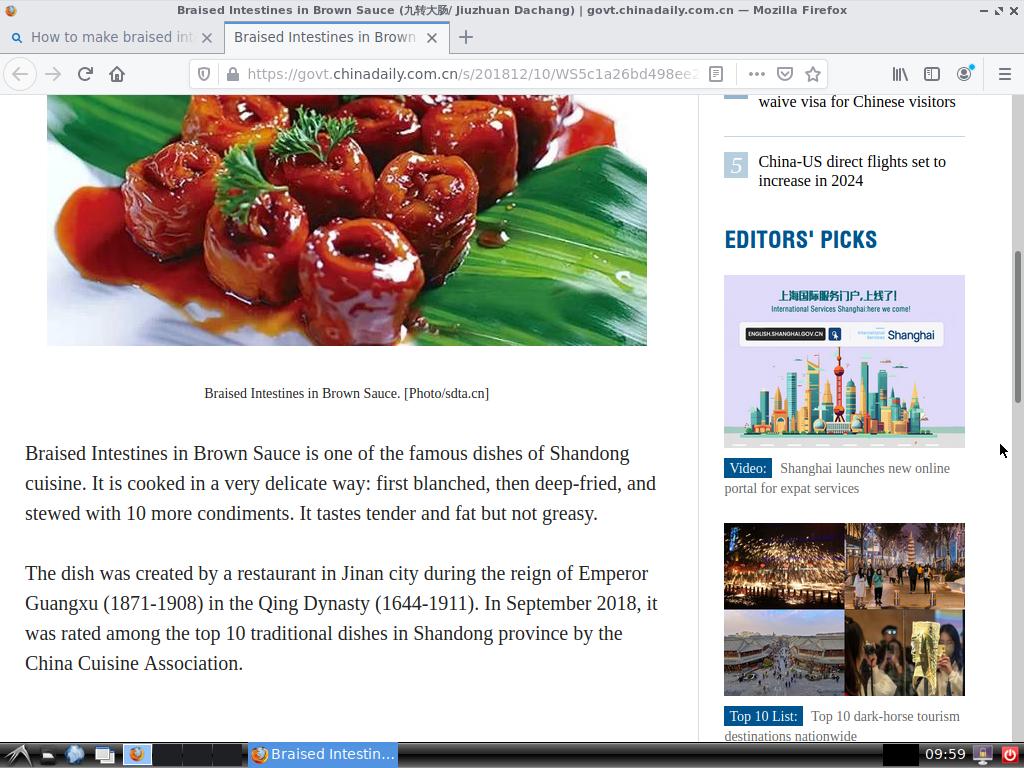 Braised Intestines in Brown Sauce (九转大肠/ Jiuzhuan Dachang) | govt.chinadaily.com.cn — Mozilla Firefox
How to make braised int
Braised Intestines in Brown
https://govt.chinadaily.com.cn/s/201812/10/WS5c1a26bd498ee2
waive visa for Chinese visitors
5
China-US direct flights set to
increase in 2024
EDITORS' PICKS
上海国际服务门户,上线了!
International Services Shanghai:here we come!
ENGLISH.SHANGHAI.GOV.CN
International
Services
Shanghai
Video: Shanghai launches new online
portal for expat services
Top 10 List: Top 10 dark-horse tourism
destinations nationwide
Braised Intestines in Brown Sauce. [Photo/sdta.cn]
Braised Intestines in Brown Sauce is one of the famous dishes of Shandong
cuisine. It is cooked in a very delicate way: first blanched, then deep-fried, and
stewed with 10 more condiments. It tastes tender and fat but not greasy.
The dish was created by a restaurant in Jinan city during the reign of Emperor
Guangxu (1871-1908) in the Qing Dynasty (1644-1911). In September 2018, it
was rated among the top 10 traditional dishes in Shandong province by the
China Cuisine Association.
Braised Intestin...
09:59